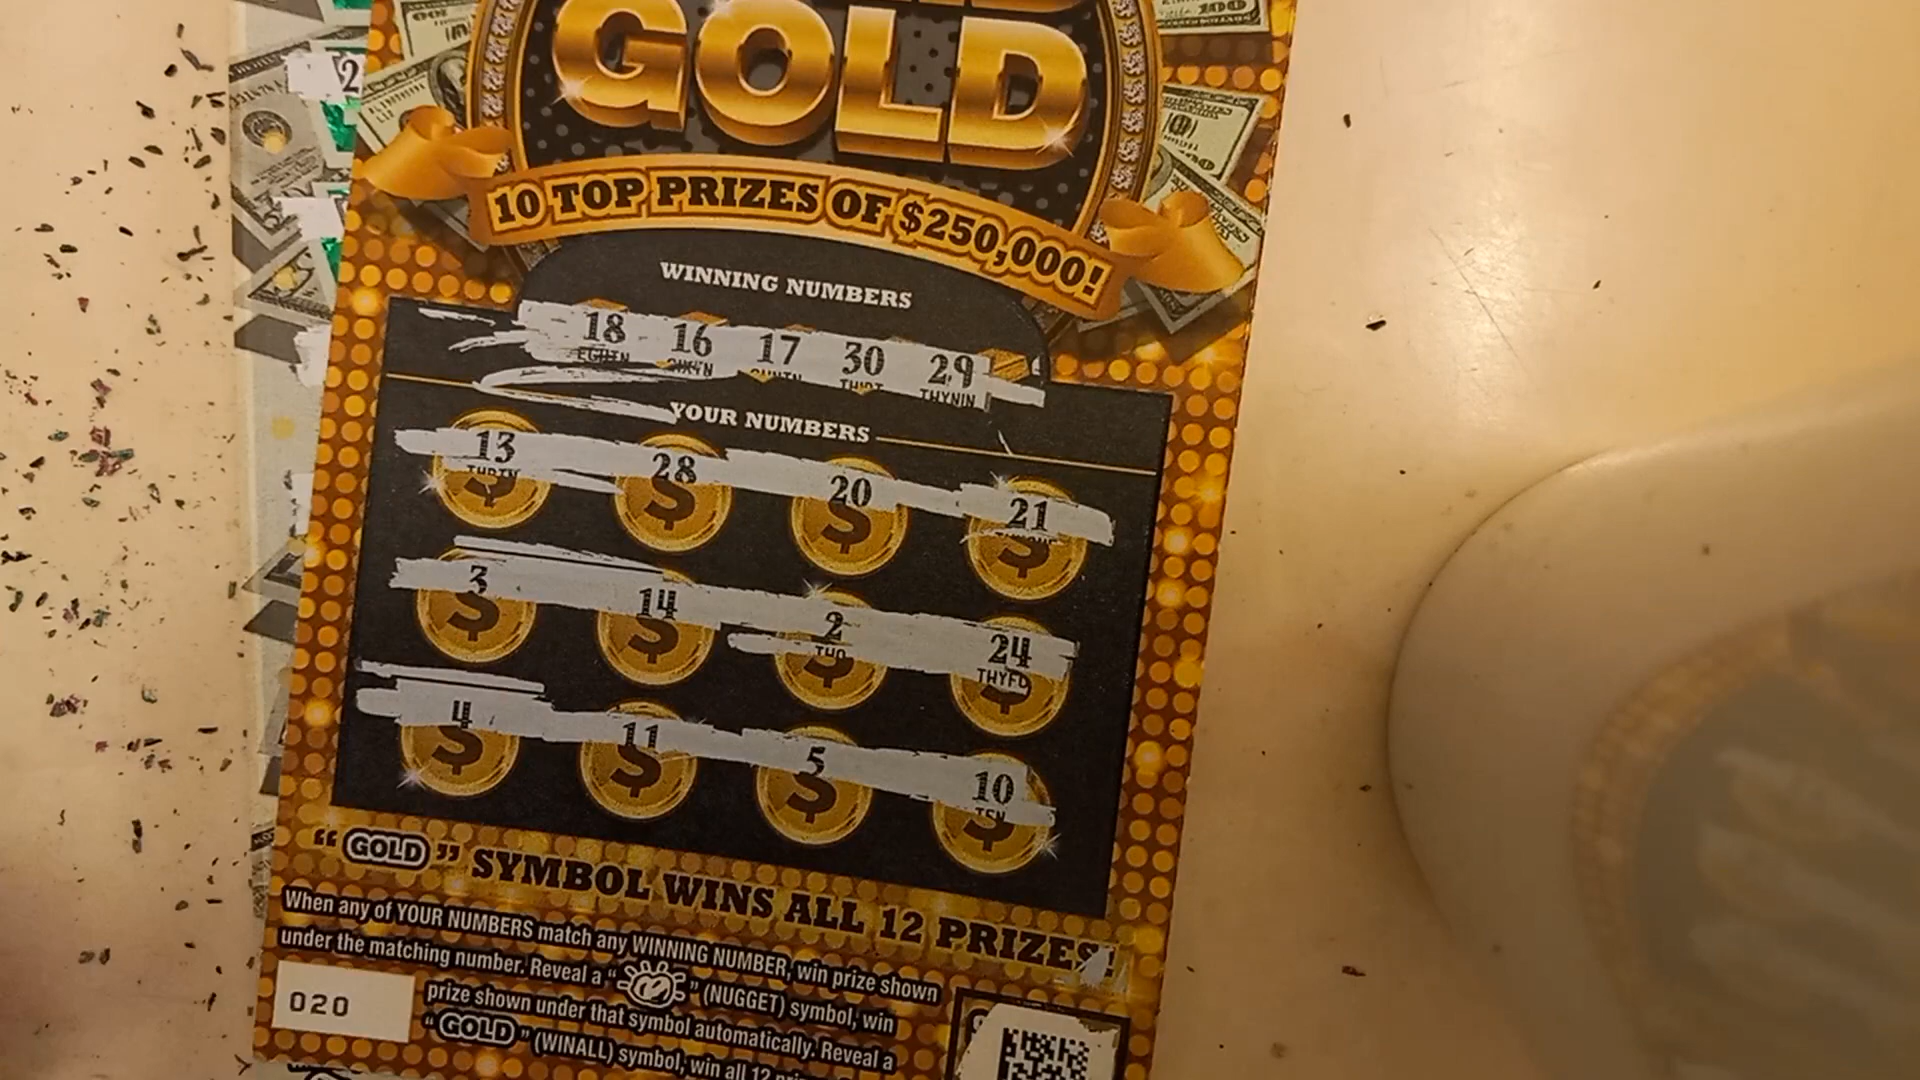 GOLD
10 TOP PRIZES OF $250,000!
WINNING NUMBERS
18 16 17 30 29
THYNIN
YOUR NUMBERS
13 28 20 21
3 14 2 24
THYFO
4 11 5 10
"GOLD" SYMBOL WINS ALL 12 PRIZES!
When any of YOUR NUMBERS match any WINNING NUMBER, win prize shown
under the matching number. Reveal a " " (NUGGET) symbol, win
prize shown under that symbol automatically. Reveal a
"GOLD" (WINALL) symbol, win all 12
020